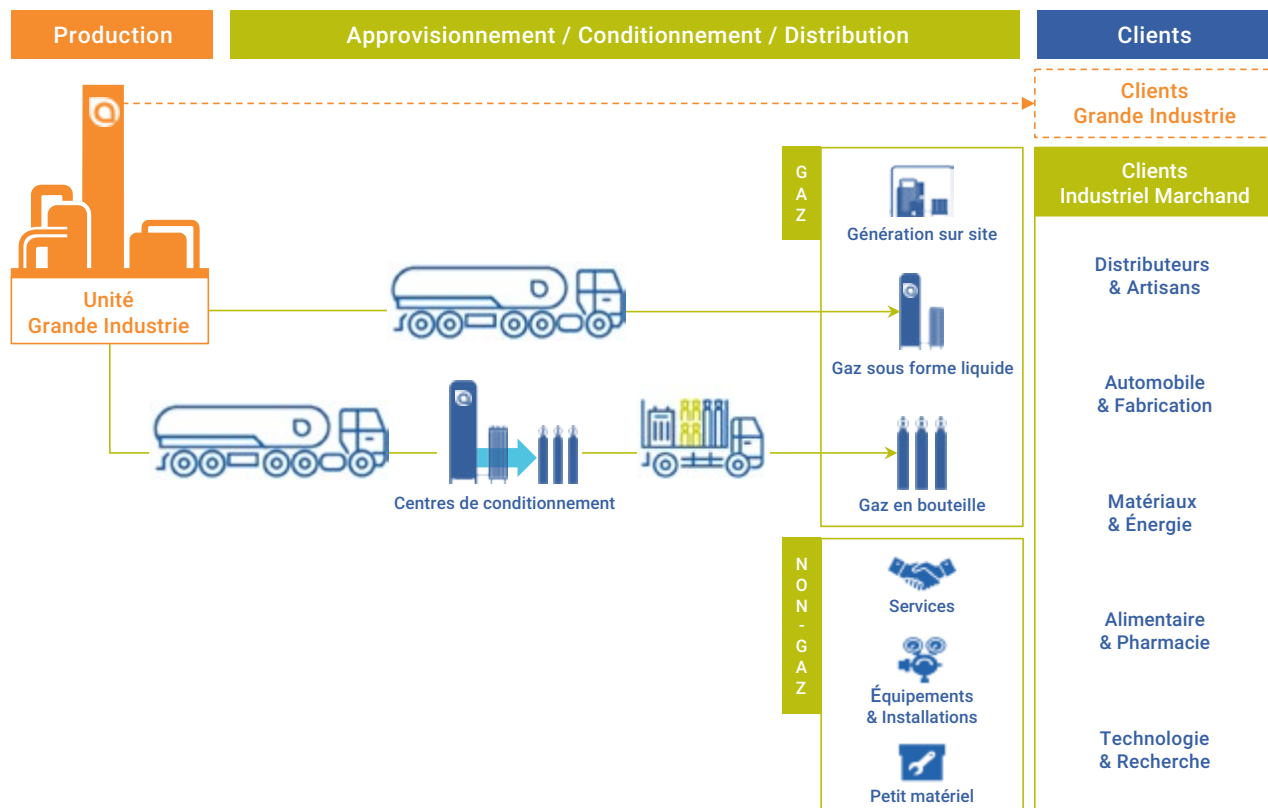 Production
Approvisionnement / Conditionnement / Distribution
Clients
Clients
Grande Industrie
Unité
Grande Industrie
Centres de conditionnement
G
A
Z
Génération sur site
Gaz sous forme liquide
Gaz en bouteille
N
O
N
-
G
A
Z
Services
Équipements
& Installations
Petit matériel
Clients
Industriel Marchand
Distributeurs
& Artisans
Automobile
& Fabrication
Matériaux
& Énergie
Alimentaire
& Pharmacie
Technologie
& Recherche